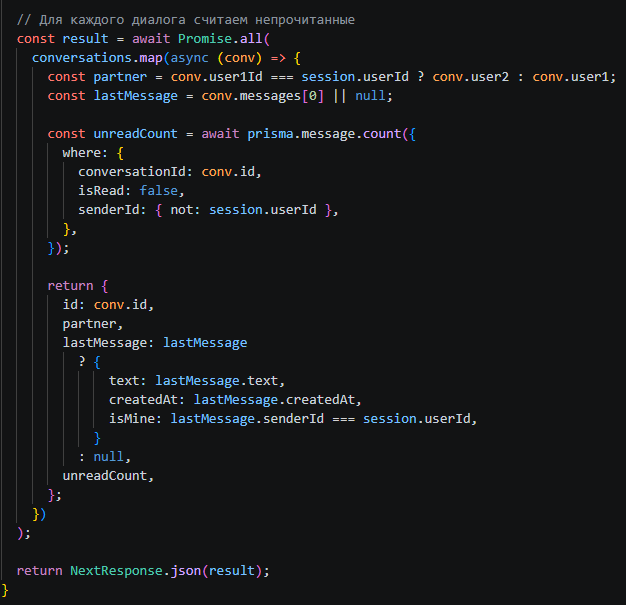 // Для каждого диалога считаем непрочитанные
const result = await Promise.all(
conversations.map(async (conv) => {
const partner = conv.user1Id === session.userId ? conv.user2 : conv.user1;
const lastMessage = conv.messages[0] || null;
const unreadCount = await prisma.message.count({
where: {
conversationId: conv.id,
isRead: false,
senderId: { not: session.userId },
},
});
return {
id: conv.id,
partner,
lastMessage: lastMessage
? {
text: lastMessage.text,
createdAt: lastMessage.createdAt,
isMine: lastMessage.senderId === session.userId,
}
: null,
unreadCount,
};
})
);
return NextResponse.json(result);
}